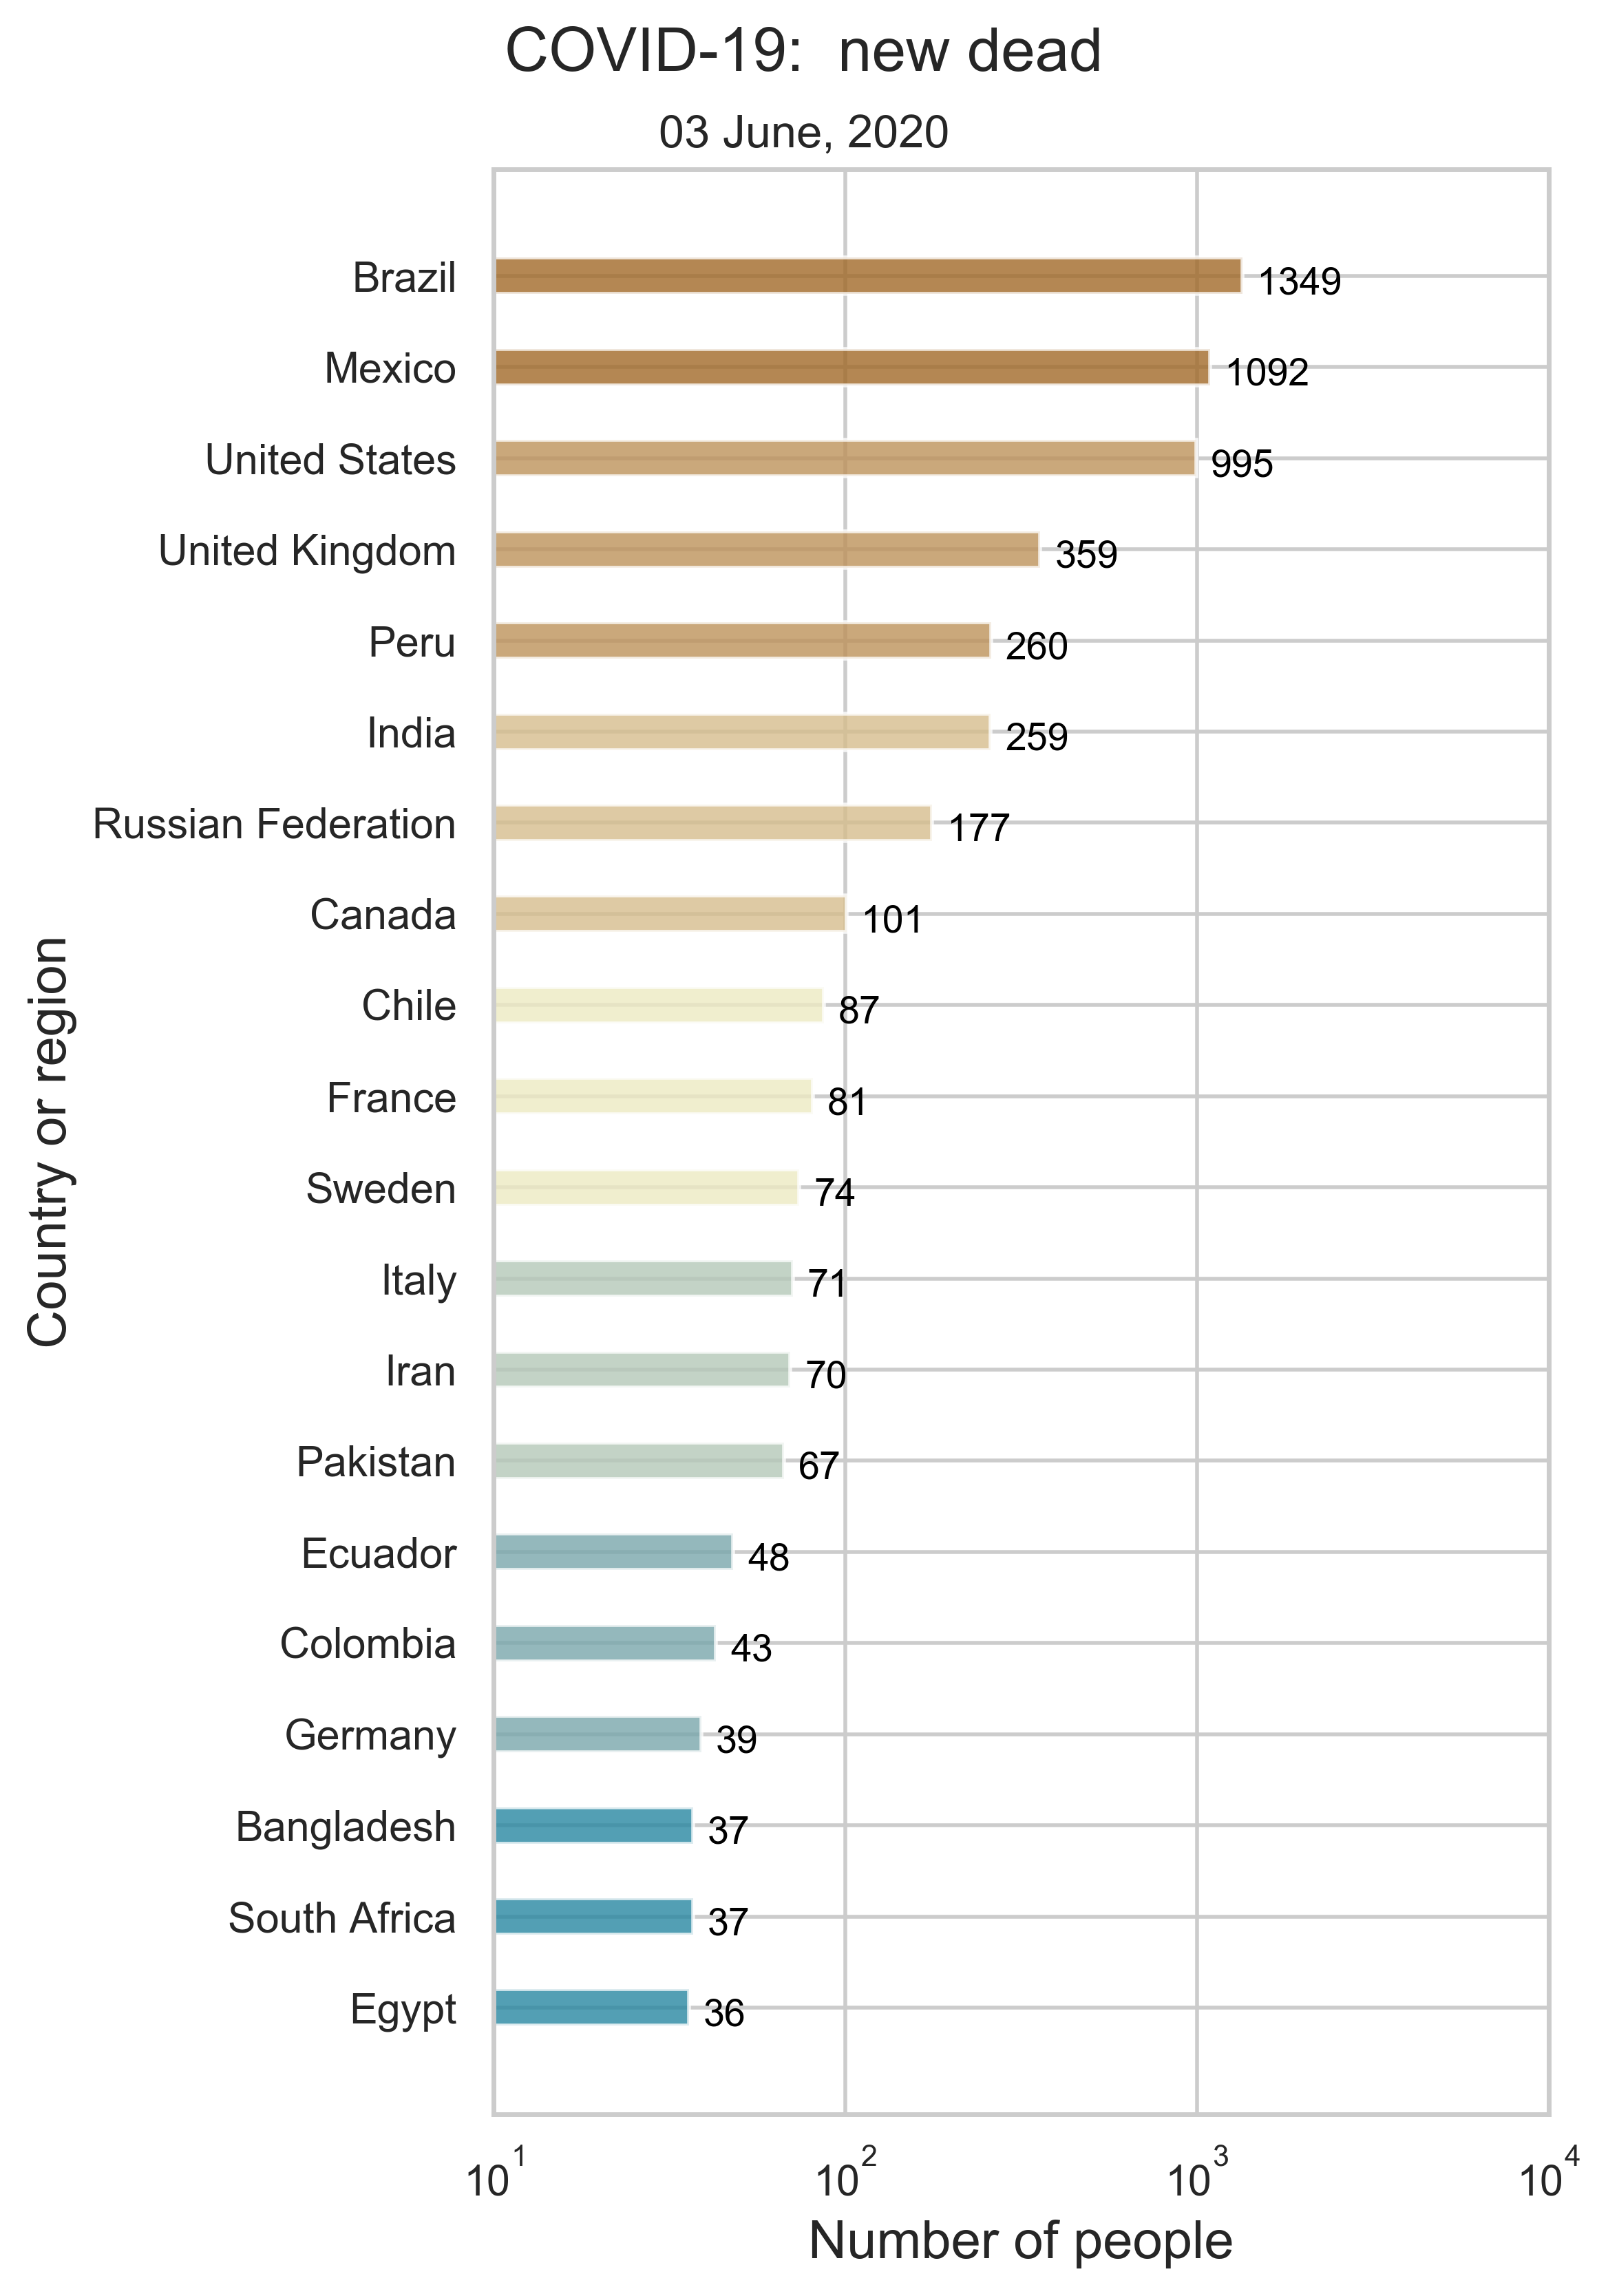 COVID-19:  new dead
03 June, 2020
Brazil 1349
Mexico 1092
United States 995
United Kingdom 359
Peru 260
India 259
Russian Federation 177
Canada 101
Chile 87
France 81
Sweden 74
Italy 71
Iran 70
Pakistan 67
Ecuador 48
Colombia 43
Germany 39
Bangladesh 37
South Africa 37
Egypt 36
Country or region
10^1 10^2 10^3 10^4
Number of people